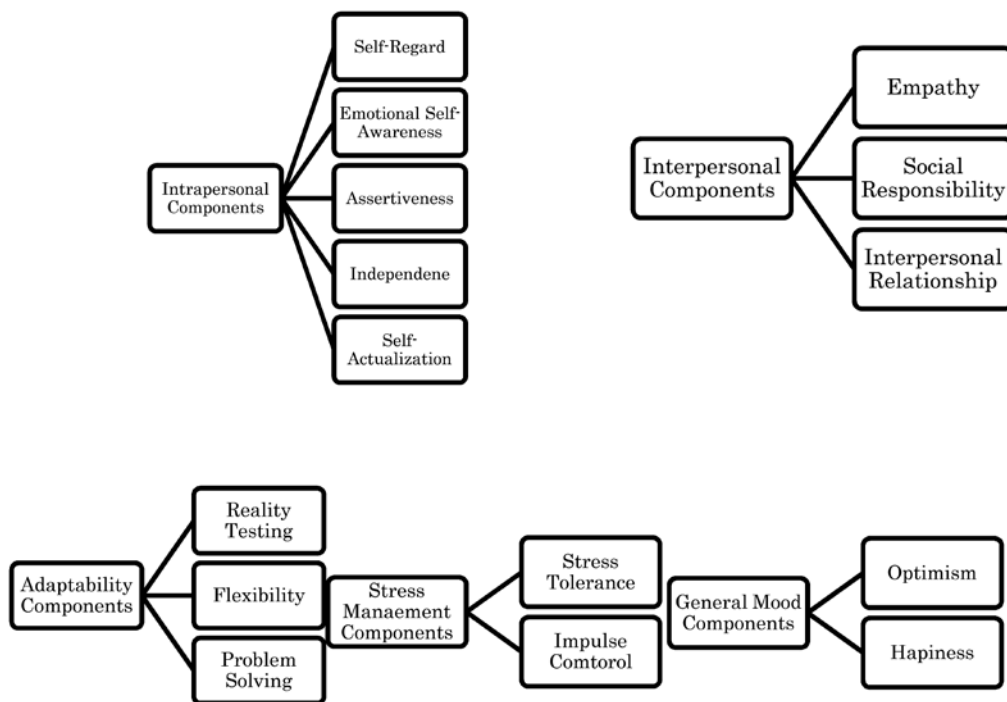 Self-Regard
Emotional Self-
Awareness
Intrapersonal
Components
Assertiveness
Independene
Self-
Actualization
Empathy
Interpersonal
Components
Social
Responsibility
Interpersonal
Relationship
Reality
Testing
Adaptability
Components
Flexibility
Problem
Solving
Stress
Manaement
Components
Stress
Tolerance
Impulse
Comtorol
General Mood
Components
Optimism
Hapiness